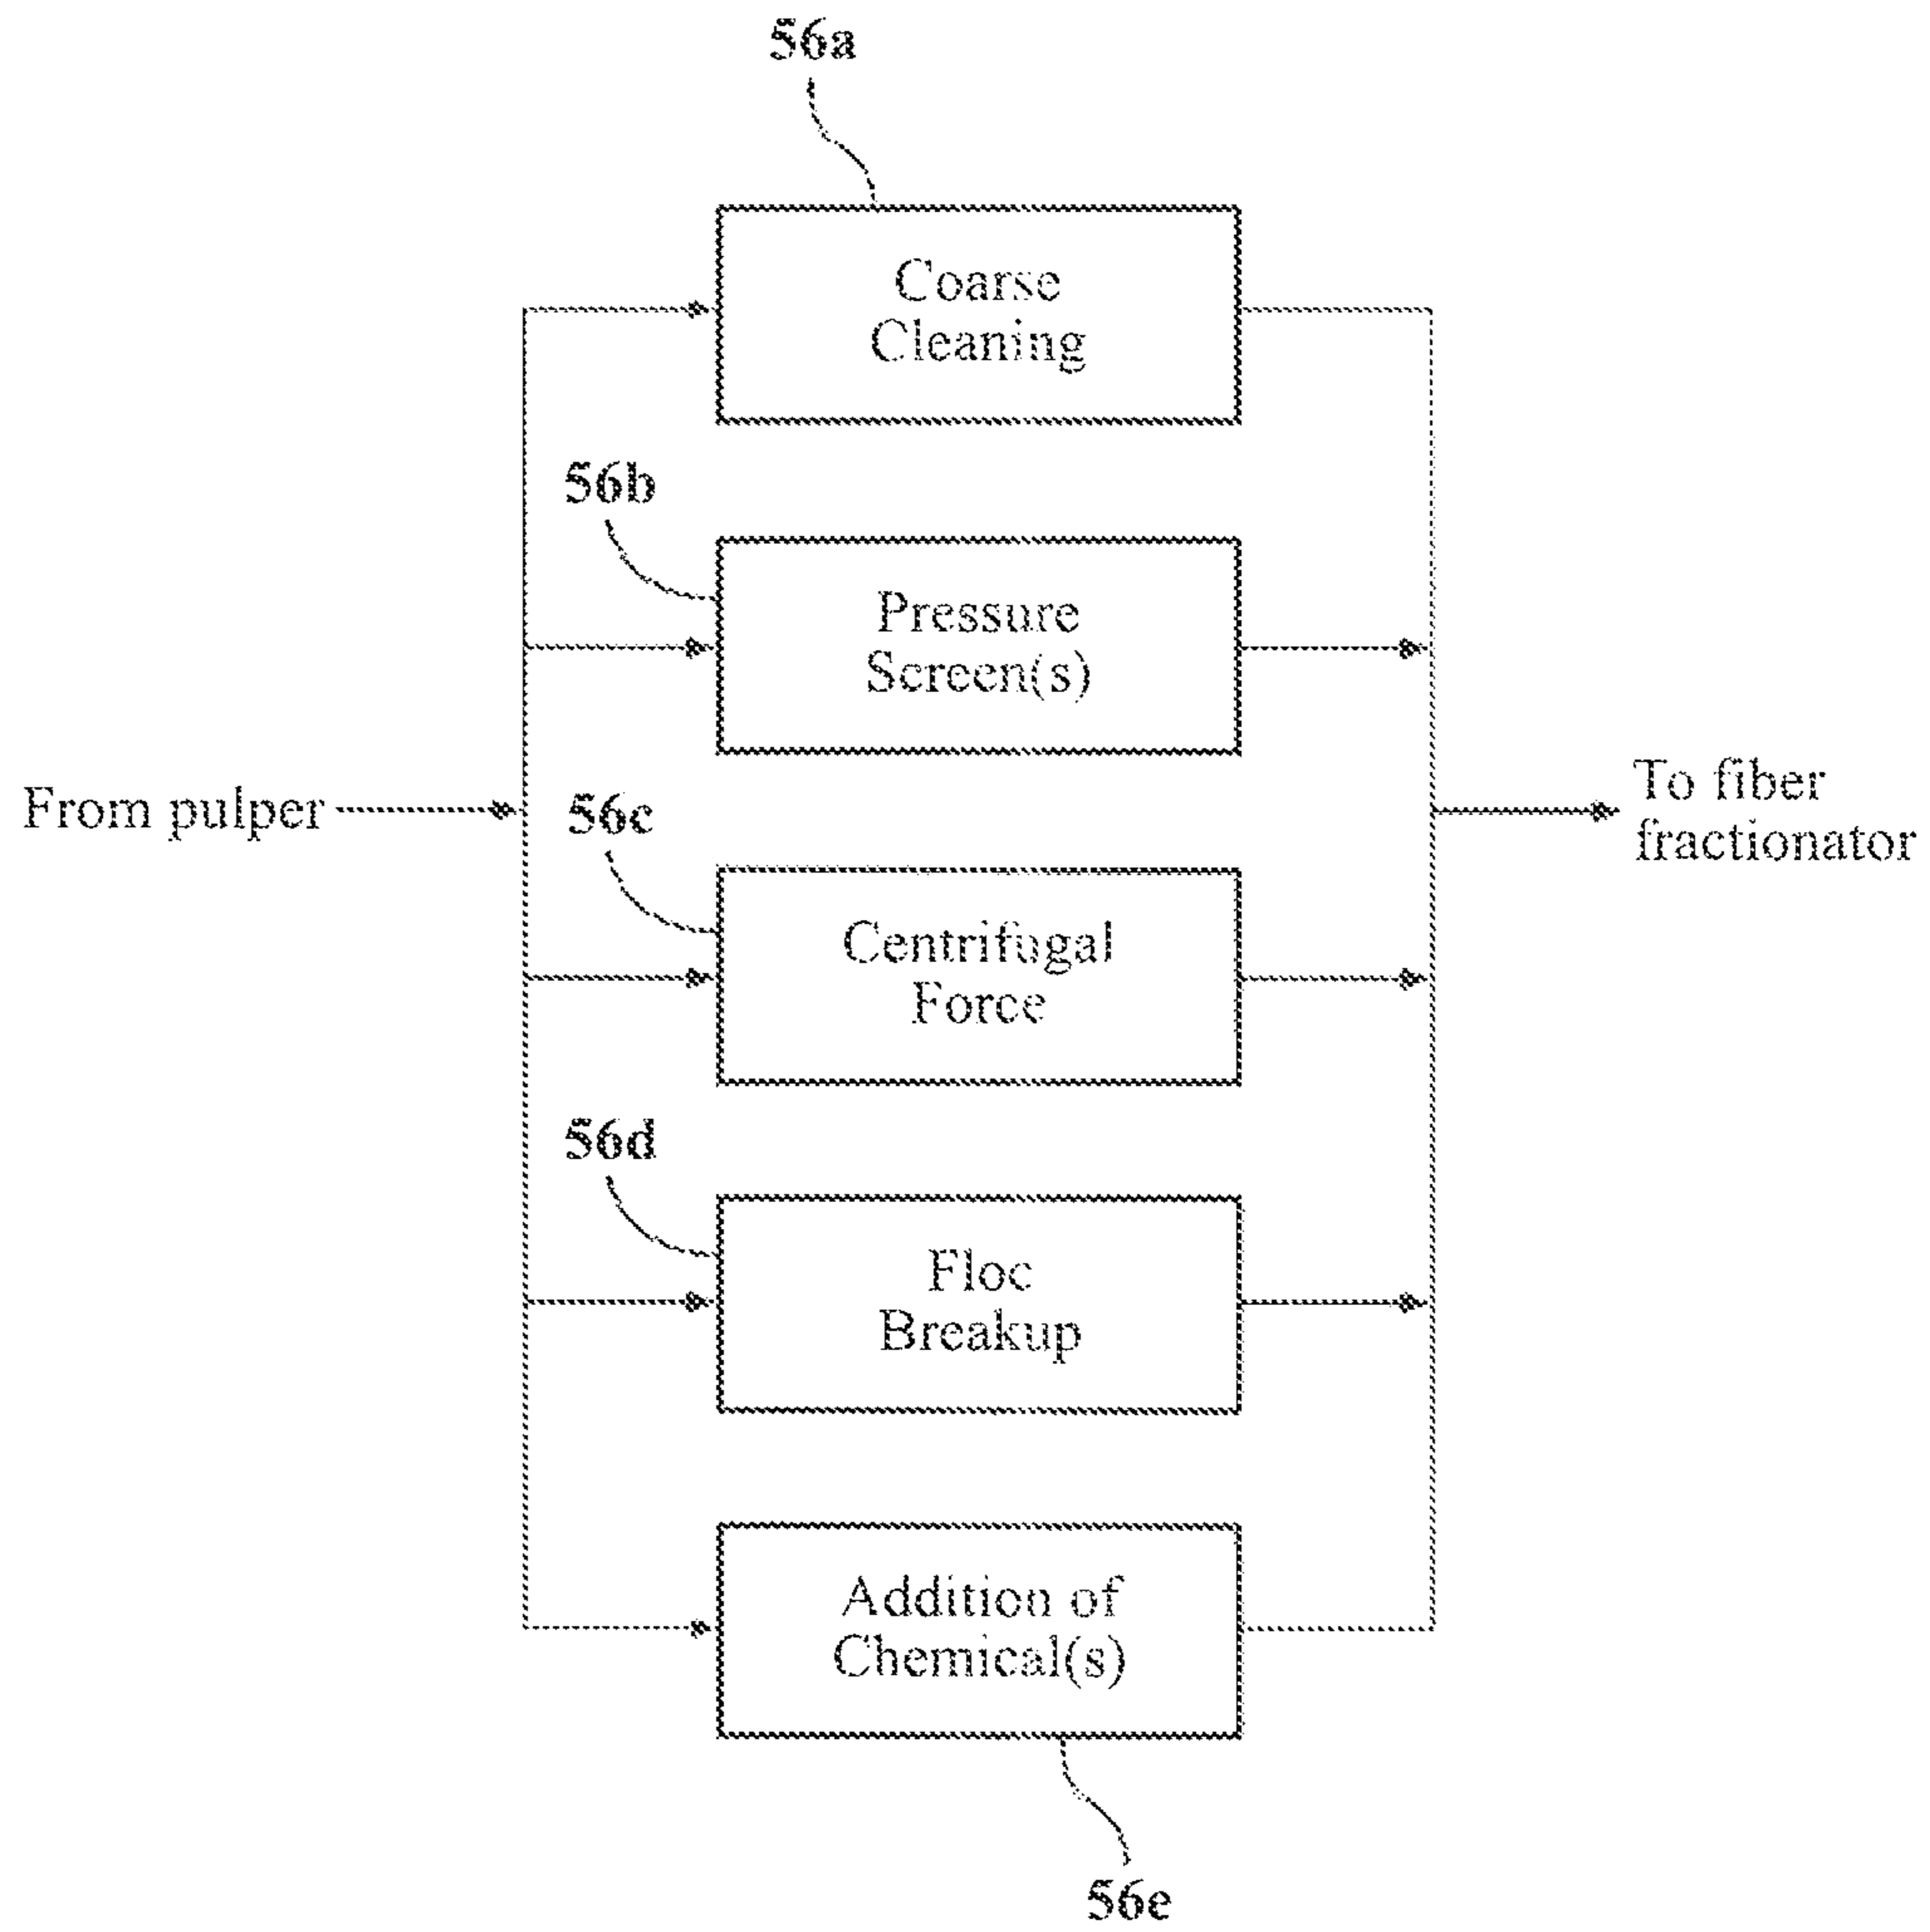 56a
Coarse
Cleaning
56b
Pressure
Screen(s)
From pulper
To fiber
fractionator
56c
Centrifugal
Force
56d
Floc
Breakup
Addition of
Chemical(s)
56e